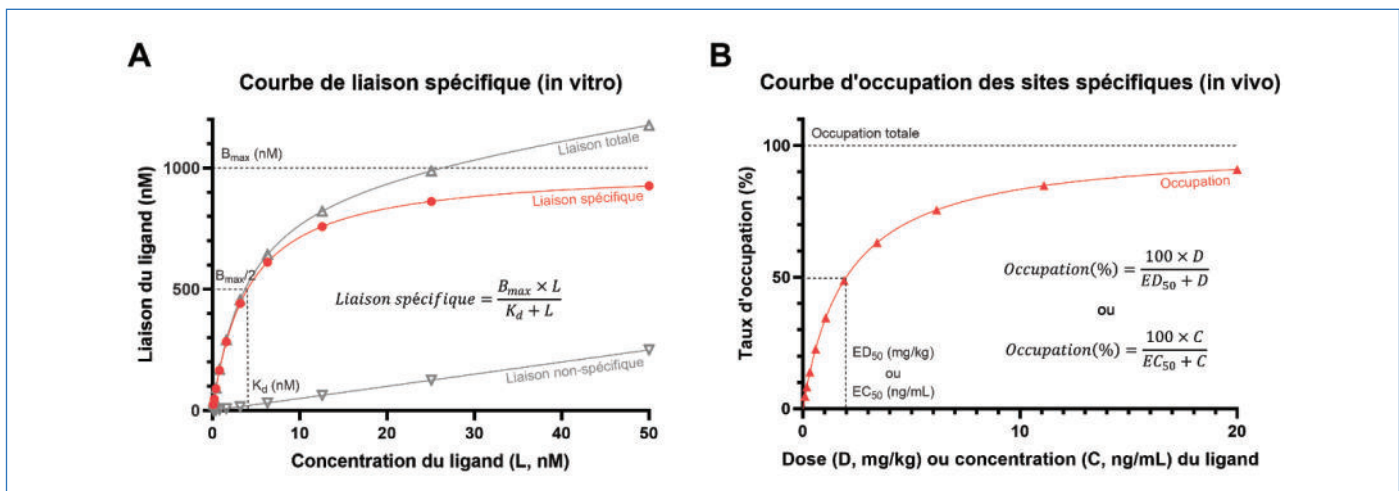 A
Courbe de liaison spécifique (in vitro)
Liaison du ligand (nM)
1000
500
0
B_max (nM)
Liaison totale
Liaison spécifique
B_max/2
Liaison spécifique = (B_max × L) / (K_d + L)
K_d (nM)
Liaison non-spécifique
0 10 20 30 40 50
Concentration du ligand (L, nM)
B
Courbe d'occupation des sites spécifiques (in vivo)
Taux d'occupation (%)
100
50
0
Occupation totale
Occupation
Occupation(%) = (100 × D) / (ED_50 + D)
ou
Occupation(%) = (100 × C) / (EC_50 + C)
ED_50 (mg/kg)
ou
EC_50 (ng/mL)
0 10 20
Dose (D, mg/kg) ou concentration (C, ng/mL) du ligand